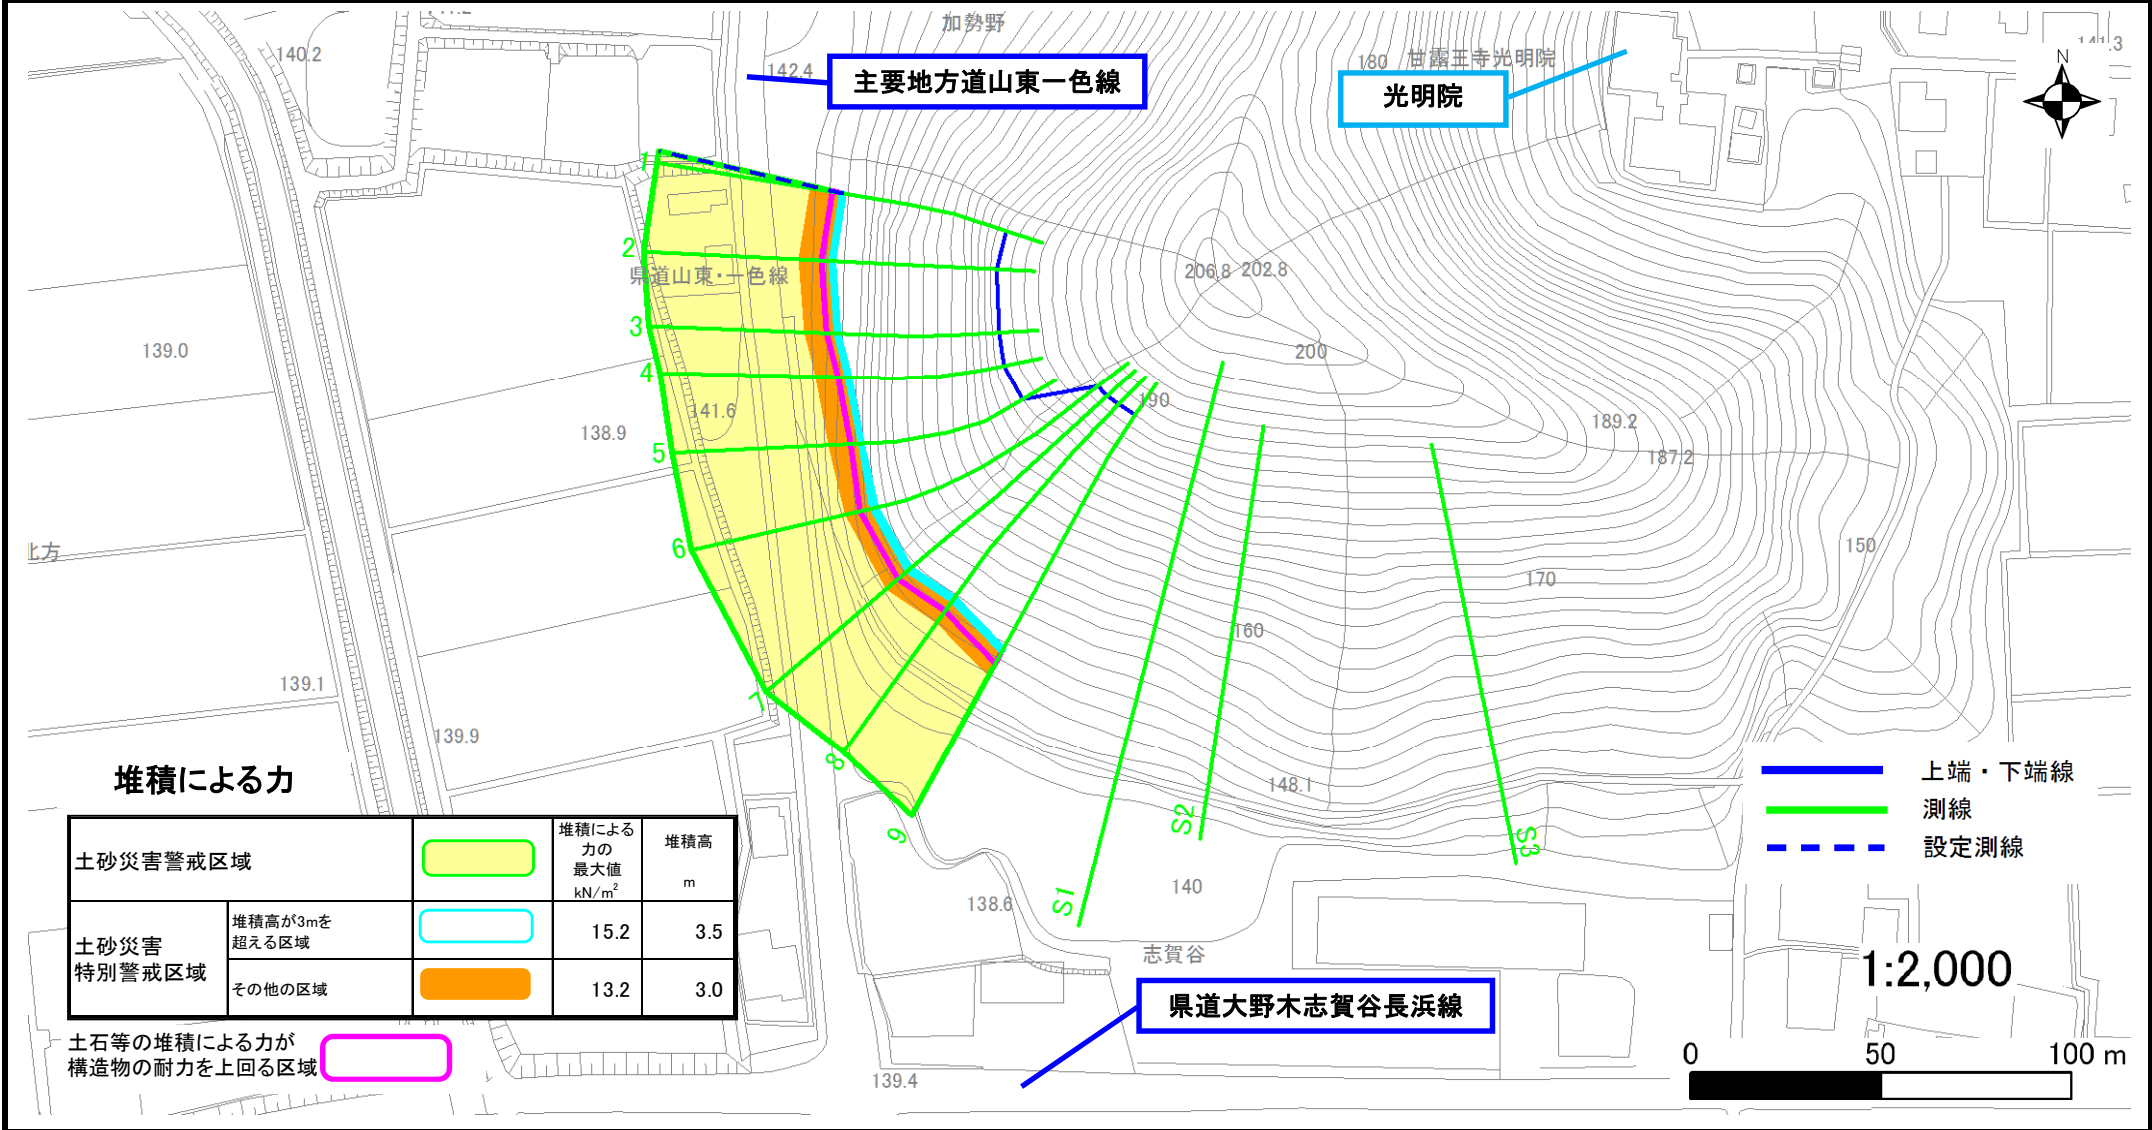 加勢野
140.2
142.4
主要地方道山東一色線
180
甘露王寺光明院
光明院
141.3
N
1
2
県道山東・一色線
3
4
5
6
7
8
9
206.8
202.8
200
190
189.2
187.2
139.0
138.9
141.6
北方
150
170
160
139.1
139.9
148.1
S1
S2
S3
140
138.6
志賀谷
139.4
県道大野木志賀谷長浜線
上端・下端線
測線
設定測線
1:2,000
0 50 100 m
堆積による力
土砂災害警戒区域
堆積による
力の
最大値
kN/m²
堆積高
m
土砂災害
特別警戒区域
堆積高が3mを
超える区域
15.2 3.5
その他の区域
13.2 3.0
土石等の堆積による力が
構造物の耐力を上回る区域